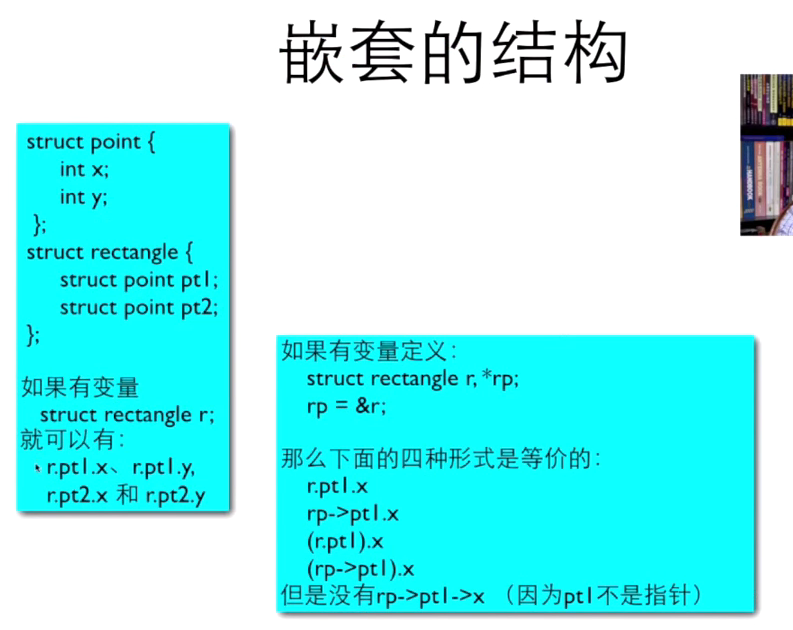 嵌套的结构
struct point {
int x;
int y;
};
struct rectangle {
struct point pt1;
struct point pt2;
};
如果有变量
struct rectangle r;
就可以有：
r.pt1.x、r.pt1.y,
r.pt2.x 和 r.pt2.y
如果有变量定义：
struct rectangle r, *rp;
rp = &r;
那么下面的四种形式是等价的：
r.pt1.x
rp->pt1.x
(r.pt1).x
(rp->pt1).x
但是没有rp->pt1->x （因为pt1不是指针）